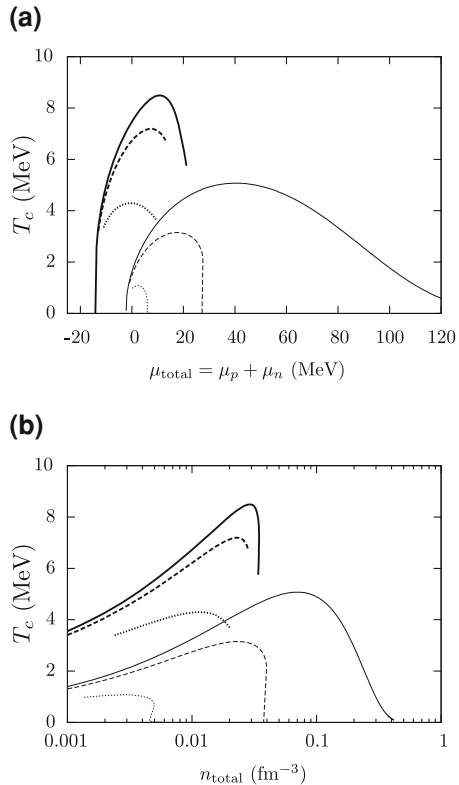 (a)
10
8
6
4
2
0
T_c (MeV)
-20 0 20 40 60 80 100 120
μ_total = μ_p + μ_n (MeV)
(b)
10
8
6
4
2
0
T_c (MeV)
0.001 0.01 0.1 1
n_total (fm⁻³)